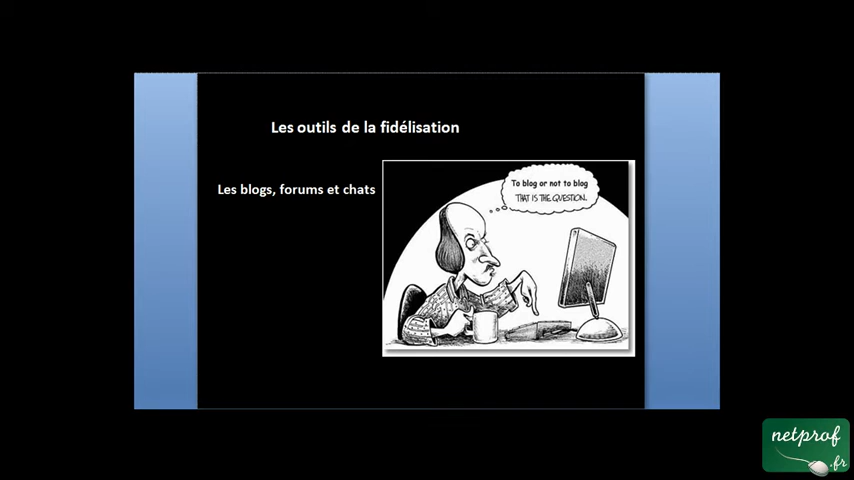 Les outils de la fidélisation
Les blogs, forums et chats
To blog or not to blog
THAT IS THE QUESTION.
netprof
.fr